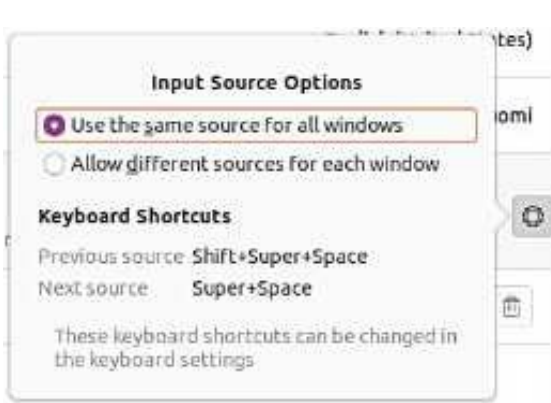 tes)
Input Source Options
Use the same source for all windows
omi
Allow different sources for each window
Keyboard Shortcuts
Previous source Shift+Super+Space
Next source Super+Space
These keyboard shortcuts can be changed in
the keyboard settings